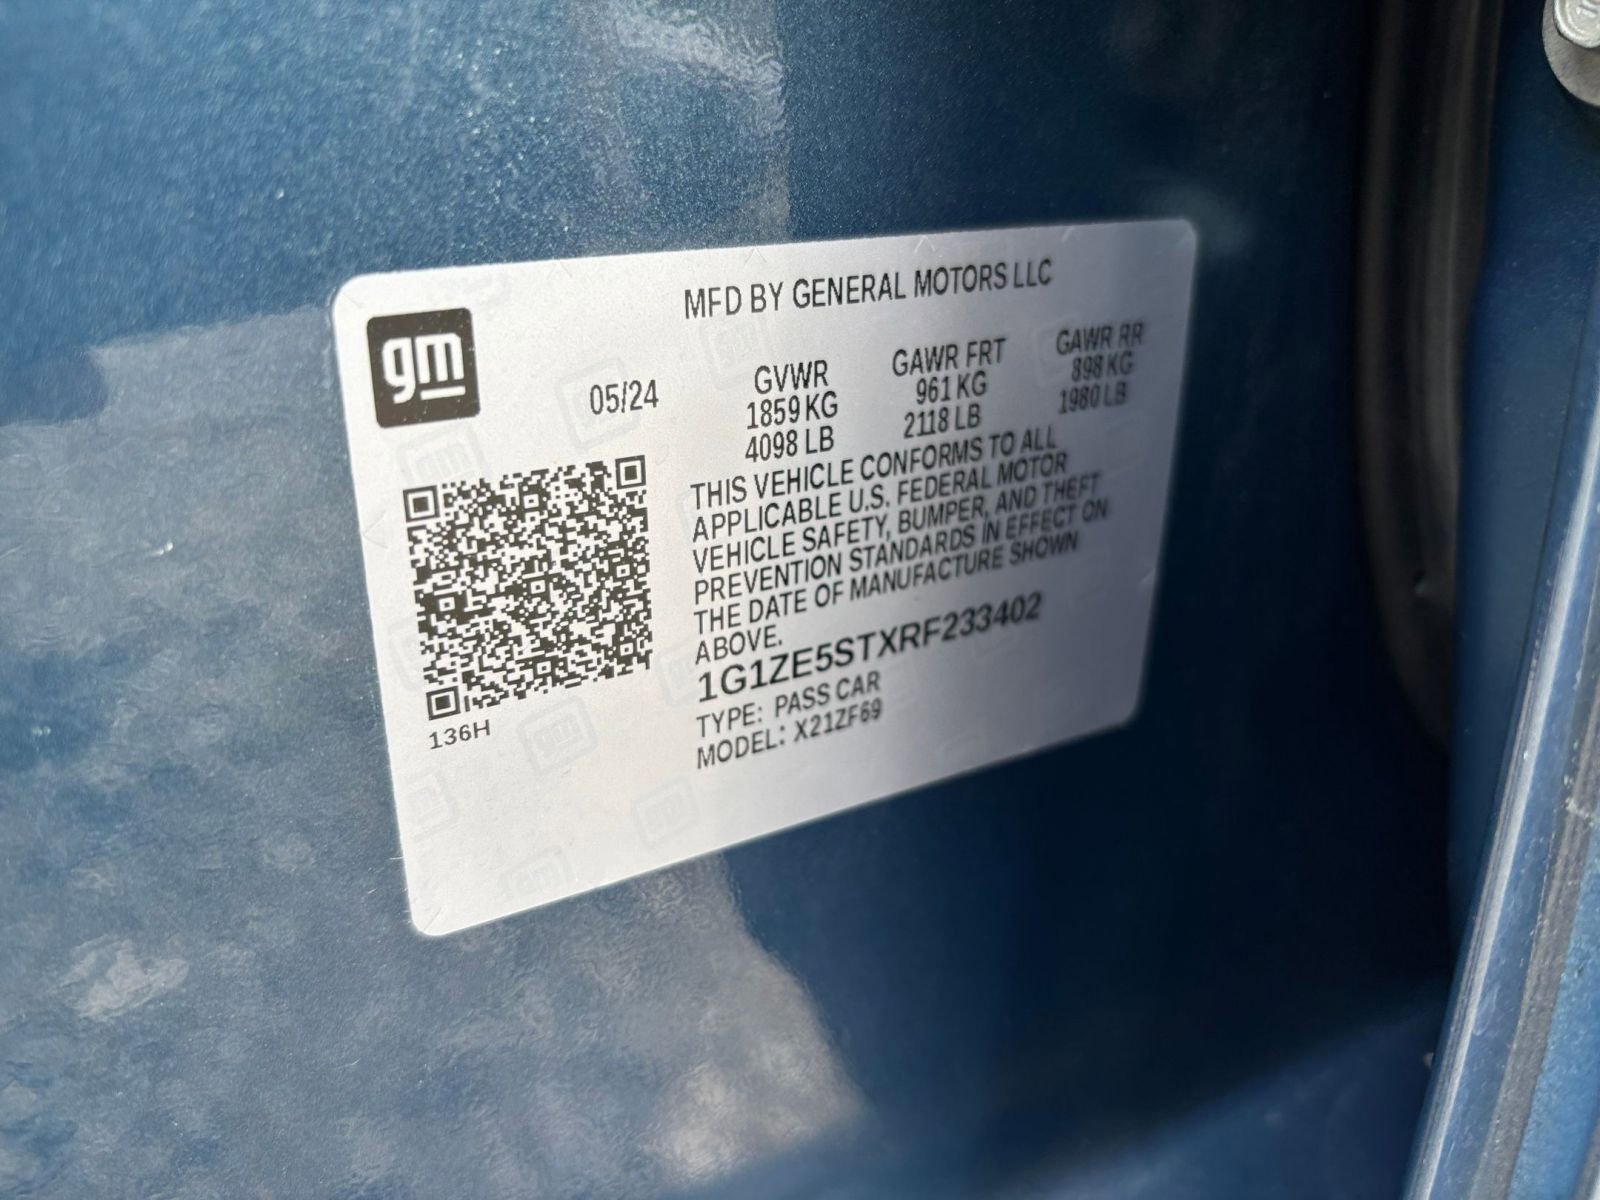 gm
MFD BY GENERAL MOTORS LLC
05/24
GVWR
1859 KG
4098 LB
GAWR FRT
961 KG
2118 LB
GAWR RR
898 KG
1980 LB
THIS VEHICLE CONFORMS TO ALL
APPLICABLE U.S. FEDERAL MOTOR
VEHICLE SAFETY, BUMPER, AND THEFT
PREVENTION STANDARDS IN EFFECT ON
THE DATE OF MANUFACTURE SHOWN
ABOVE.
1G1ZE5STXRF233402
TYPE: PASS CAR
MODEL: X21ZF69
136H